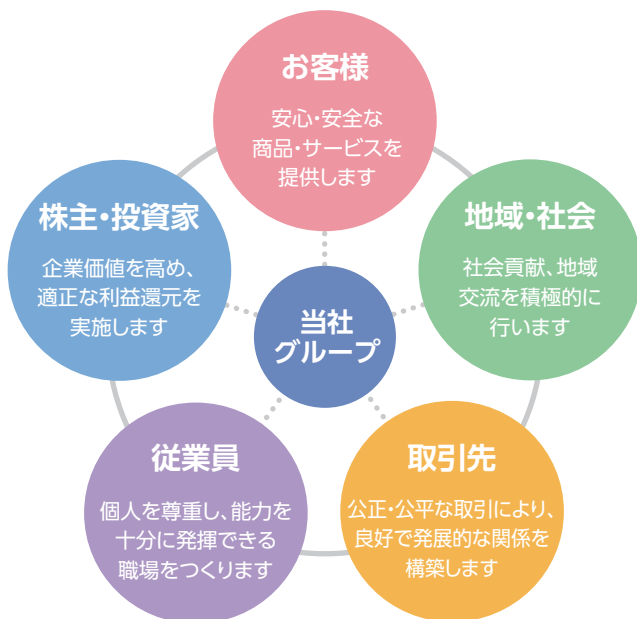 お客様
安心・安全な
商品・サービスを
提供します
株主・投資家
企業価値を高め、
適正な利益還元を
実施します
地域・社会
社会貢献、地域
交流を積極的に
行います
当社
グループ
従業員
個人を尊重し、能力を
十分に発揮できる
職場をつくります
取引先
公正・公平な取引により、
良好で発展的な関係を
構築します